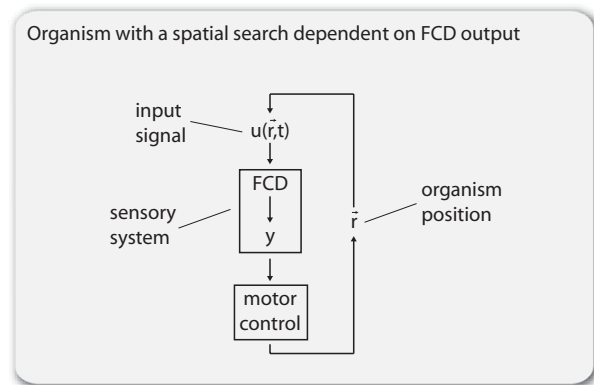 Organism with a spatial search dependent on FCD output
input
signal
u(r⃗,t)
FCD
y
sensory
system
organism
position
r⃗
motor
control